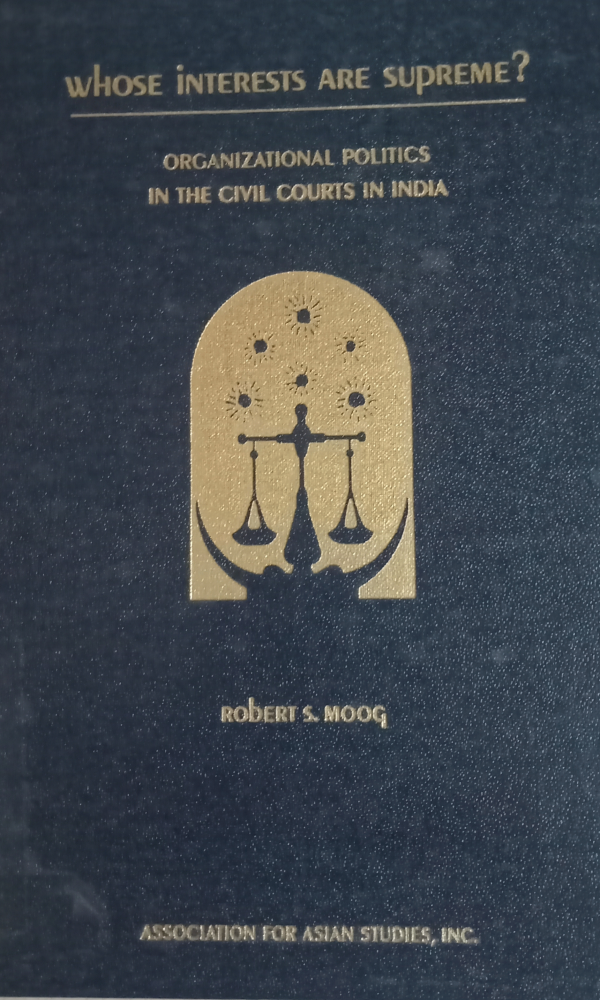 whose interests are supreme?
ORGANIZATIONAL POLITICS
IN THE CIVIL COURTS IN INDIA
Robert S. Moog
ASSOCIATION FOR ASIAN STUDIES, INC.